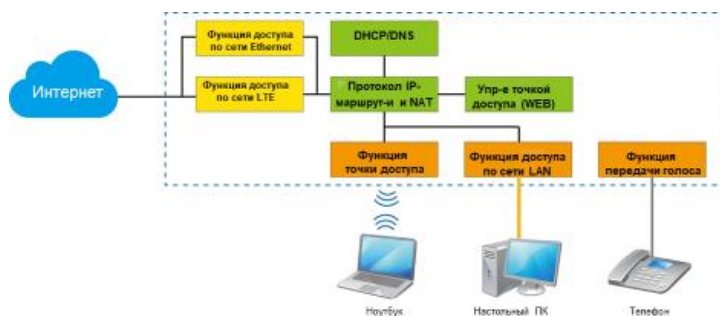 Функция доступа
по сети Ethernet
DHCP/DNS
Интернет
Функция доступа
по сети LTE
Протокол IP-
маршрут-и и NAT
Упр-е точкой
доступа (WEB)
Функция
точки доступа
Функция доступа
по сети LAN
Функция
передачи голоса
Ноутбук
Настольный ПК
Телефон